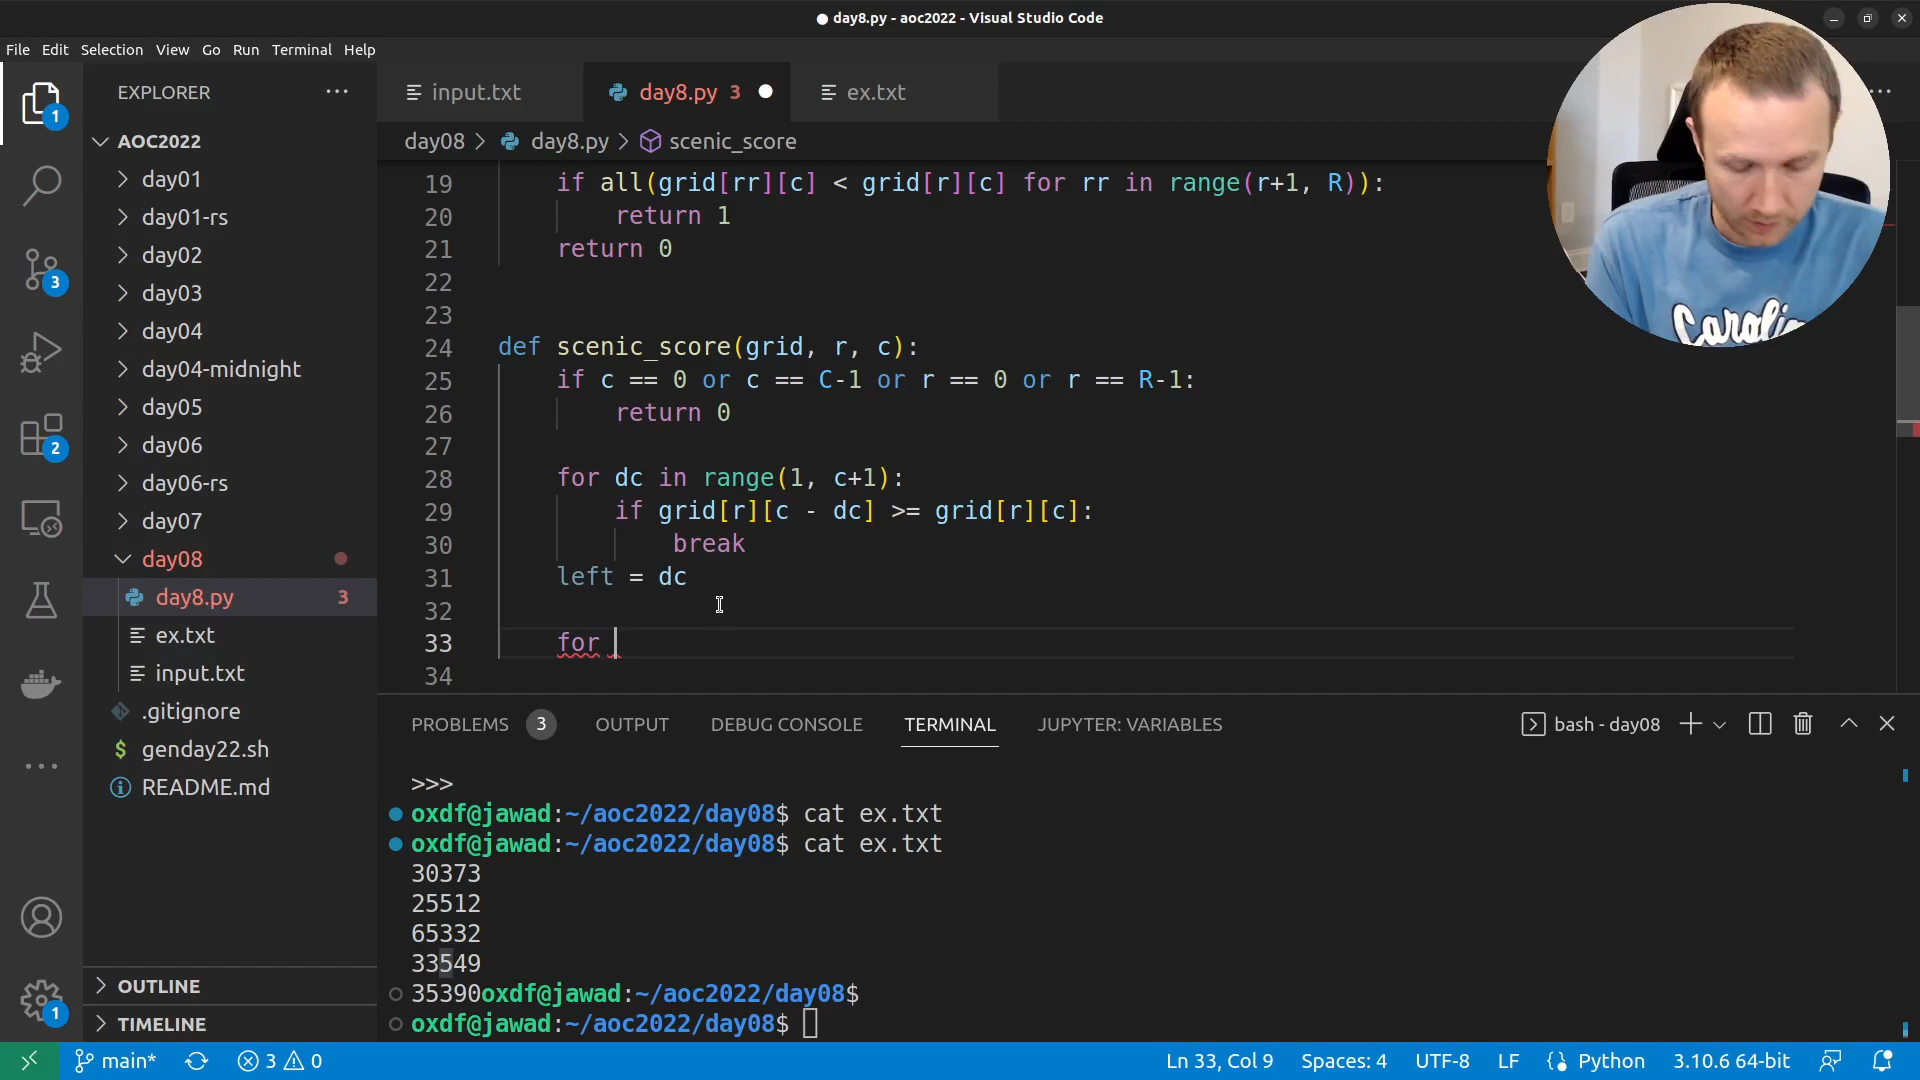 day8.py - aoc2022 - Visual Studio Code
File Edit Selection View Go Run Terminal Help
EXPLORER
input.txt
day8.py 3
ex.txt
day08 > day8.py > scenic_score
AOC2022
day01
day01-rs
day02
day03
day04
day04-midnight
day05
day06
day06-rs
day07
day08
day8.py 3
ex.txt
input.txt
.gitignore
genday22.sh
README.md
OUTLINE
TIMELINE
1
3
2
1
19 if all(grid[rr][c] < grid[r][c] for rr in range(r+1, R)):
20 return 1
21 return 0
22
23
24 def scenic_score(grid, r, c):
25 if c == 0 or c == C-1 or r == 0 or r == R-1:
26 return 0
27
28 for dc in range(1, c+1):
29 if grid[r][c - dc] >= grid[r][c]:
30 break
31 left = dc
32
33 for
34
PROBLEMS 3 OUTPUT DEBUG CONSOLE TERMINAL JUPYTER: VARIABLES
bash - day08
>>>
oxdf@jawad:~/aoc2022/day08$ cat ex.txt
oxdf@jawad:~/aoc2022/day08$ cat ex.txt
30373
25512
65332
33549
35390oxdf@jawad:~/aoc2022/day08$
oxdf@jawad:~/aoc2022/day08$
main* 3 0
Ln 33, Col 9 Spaces: 4 UTF-8 LF Python 3.10.6 64-bit